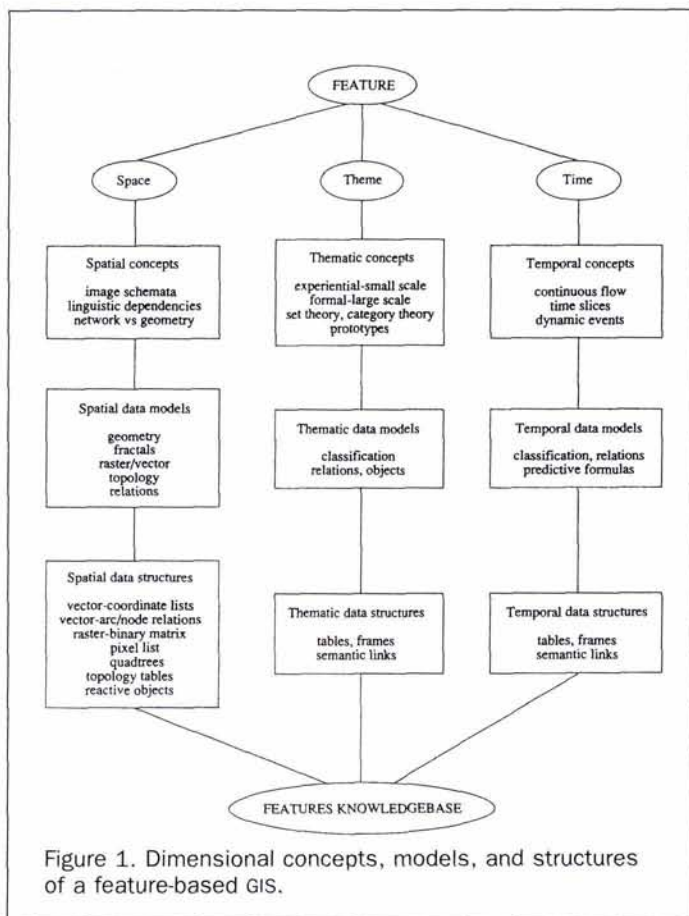 FEATURE
Space
Theme
Time
Spatial concepts
image schemata
linguistic dependencies
network vs geometry
Thematic concepts
experiential-small scale
formal-large scale
set theory, category theory
prototypes
Temporal concepts
continuous flow
time slices
dynamic events
Spatial data models
geometry
fractals
raster/vector
topology
relations
Thematic data models
classification
relations, objects
Temporal data models
classification, relations
predictive formulas
Spatial data structures
vector-coordinate lists
vector-arc/node relations
raster-binary matrix
pixel list
quadtrees
topology tables
reactive objects
Thematic data structures
tables, frames
semantic links
Temporal data structures
tables, frames
semantic links
FEATURES KNOWLEDGEBASE
Figure 1. Dimensional concepts, models, and structures
of a feature-based GIS.